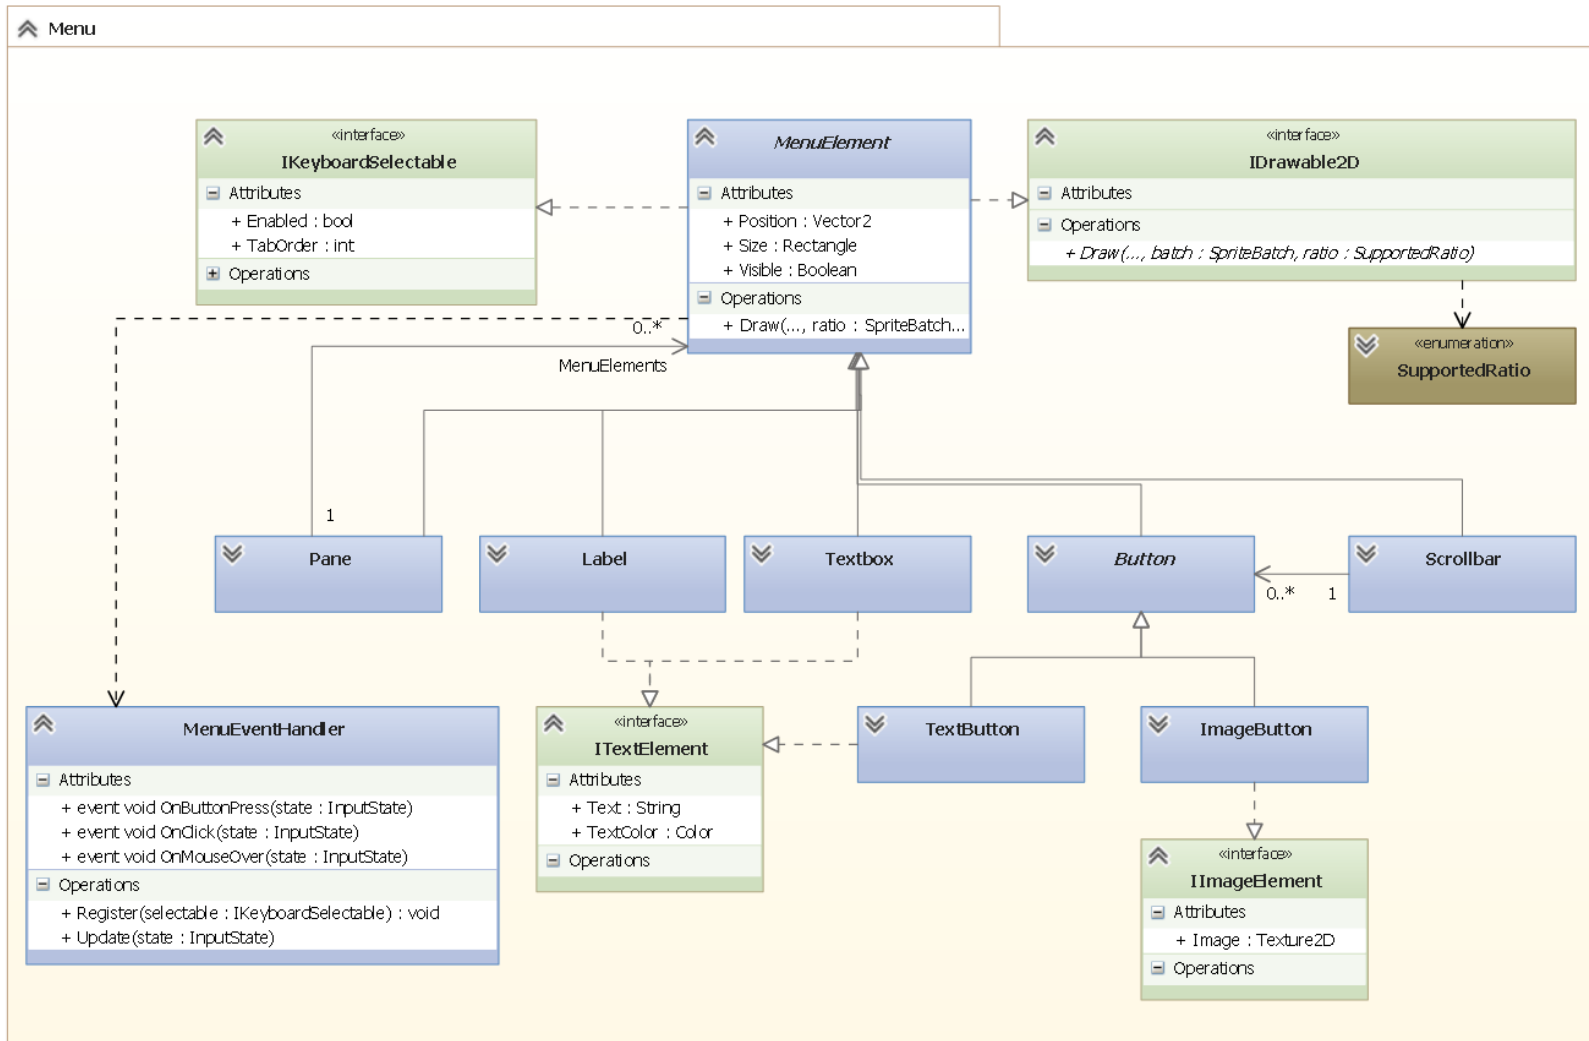 Menu
«interface»
IKeyboardSelectable
Attributes
+ Enabled : bool
+ TabOrder : int
Operations
MenuElement
Attributes
+ Position : Vector2
+ Size : Rectangle
+ Visible : Boolean
Operations
+ Draw(..., ratio : SpriteBatch...
«interface»
IDrawable2D
Attributes
Operations
+ Draw(..., batch : SpriteBatch, ratio : SupportedRatio)
«enumeration»
SupportedRatio
0..*
MenuElements
1
Pane
Label
Textbox
Button
0..*
1
Scrollbar
MenuEventHandler
Attributes
+ event void OnButtonPress(state : InputState)
+ event void OnClick(state : InputState)
+ event void OnMouseOver(state : InputState)
Operations
+ Register(selectable : IKeyboardSelectable) : void
+ Update(state : InputState)
«interface»
ITextElement
Attributes
+ Text : String
+ TextColor : Color
Operations
TextButton
ImageButton
«interface»
IImageElement
Attributes
+ Image : Texture2D
Operations